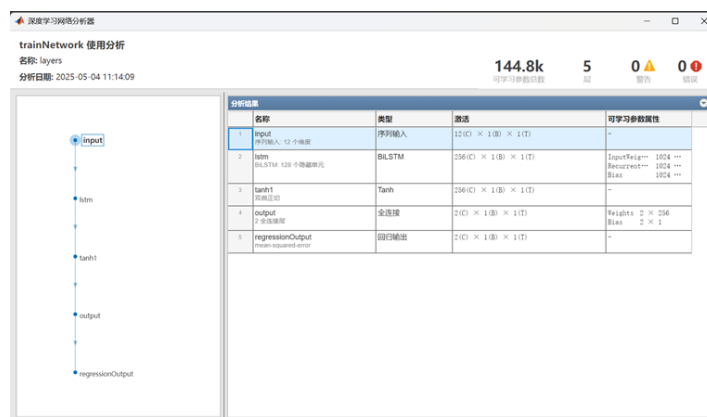 深度学习网络分析器
trainNetwork 使用分析
名称: layers
分析日期: 2025-05-04 11:14:09
144.8k 5 0 0
可学习参数总数 层 警告 错误
input
lstm
tanh1
output
regressionOutput
分析结果
名称 类型 激活 可学习参数属性
1 input 序列输入 12(C) × 1(B) × 1(T) -
序列输入: 12 个维度
2 lstm BiLSTM 256(C) × 1(B) × 1(T) InputWeig… 1024 …
BiLSTM: 128 个隐藏单元 Recurrent… 1024 …
Bias 1024 …
3 tanh1 Tanh 256(C) × 1(B) × 1(T) -
双曲正切
4 output 全连接 2(C) × 1(B) × 1(T) Weights 2 × 256
2 全连接层 Bias 2 × 1
5 regressionOutput 回归输出 2(C) × 1(B) × 1(T) -
mean-squared-error